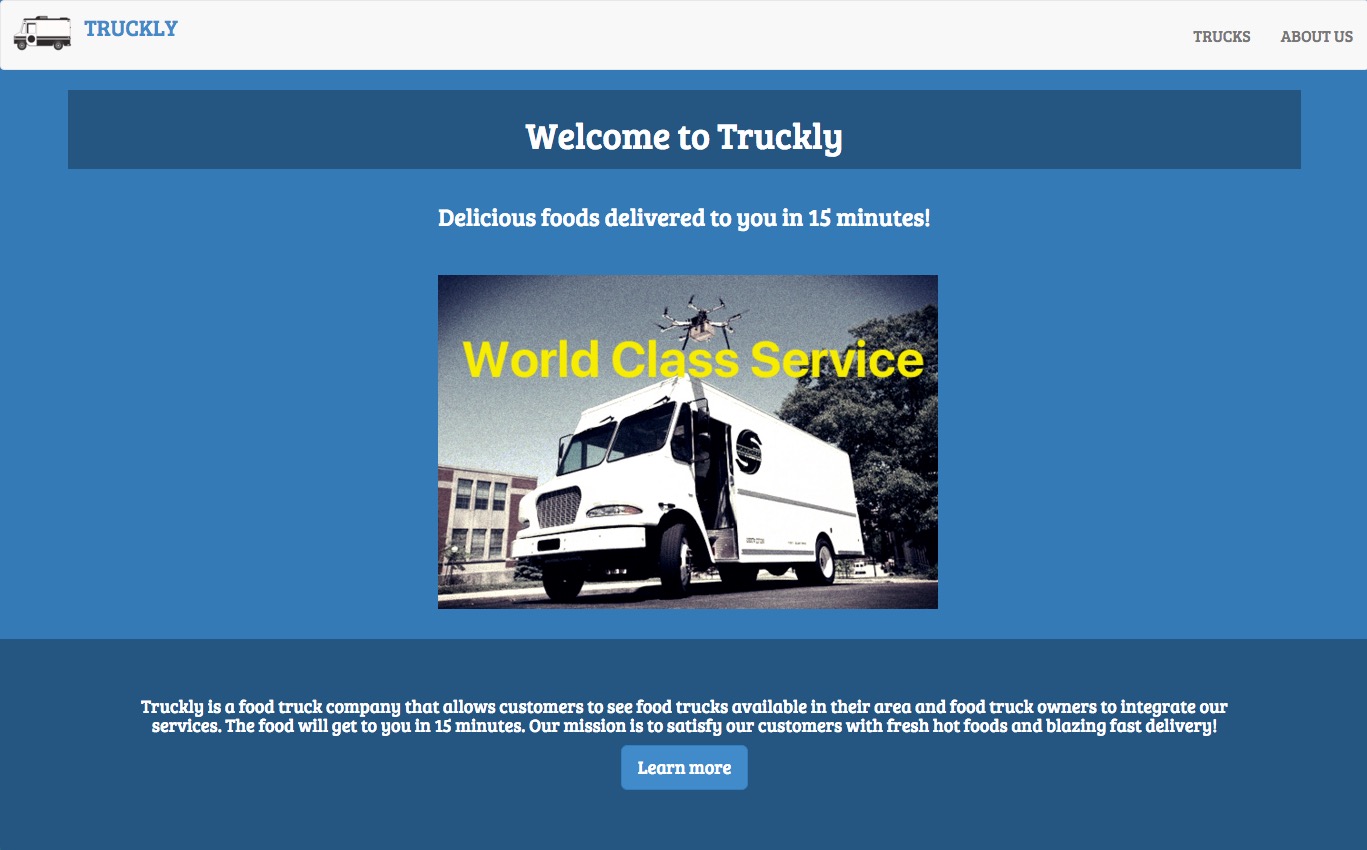 TRUCKLY
TRUCKS
ABOUT US
Welcome to Truckly
Delicious foods delivered to you in 15 minutes!
World Class Service
Truckly is a food truck company that allows customers to see food trucks available in their area and food truck owners to integrate our
services. The food will get to you in 15 minutes. Our mission is to satisfy our customers with fresh hot foods and blazing fast delivery!
Learn more